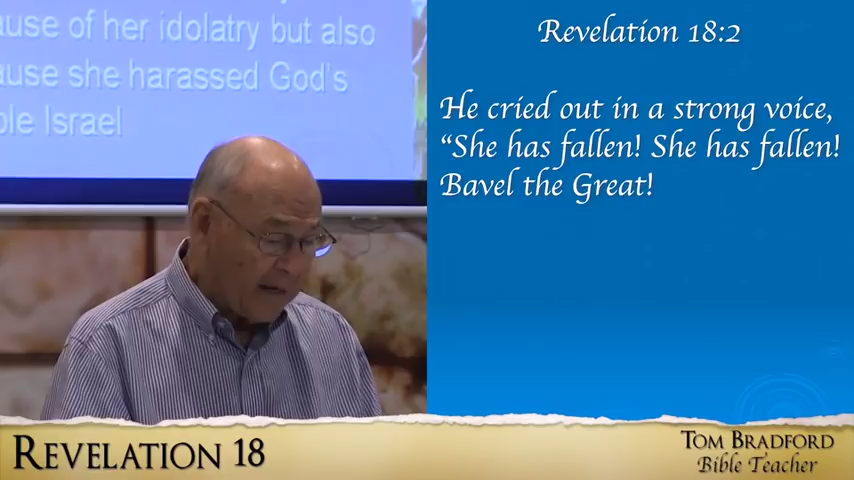 ause of her idolatry but also
ause she harassed God's
ple Israel
Revelation 18:2
He cried out in a strong voice,
“She has fallen! She has fallen!
Bavel the Great!
REVELATION 18
TOM BRADFORD
Bible Teacher